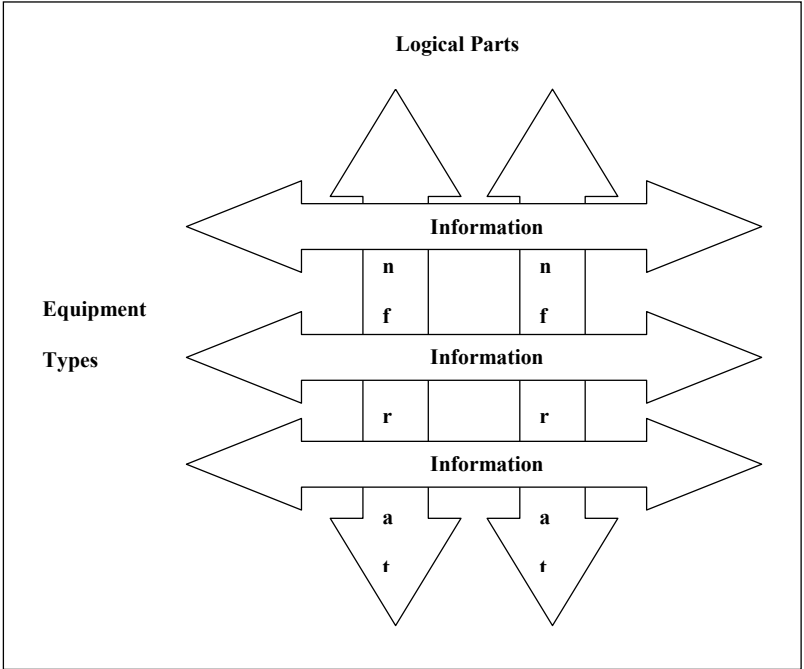 Logical Parts
Information
n n
f f
Equipment
Types
Information
r r
Information
a a
t t